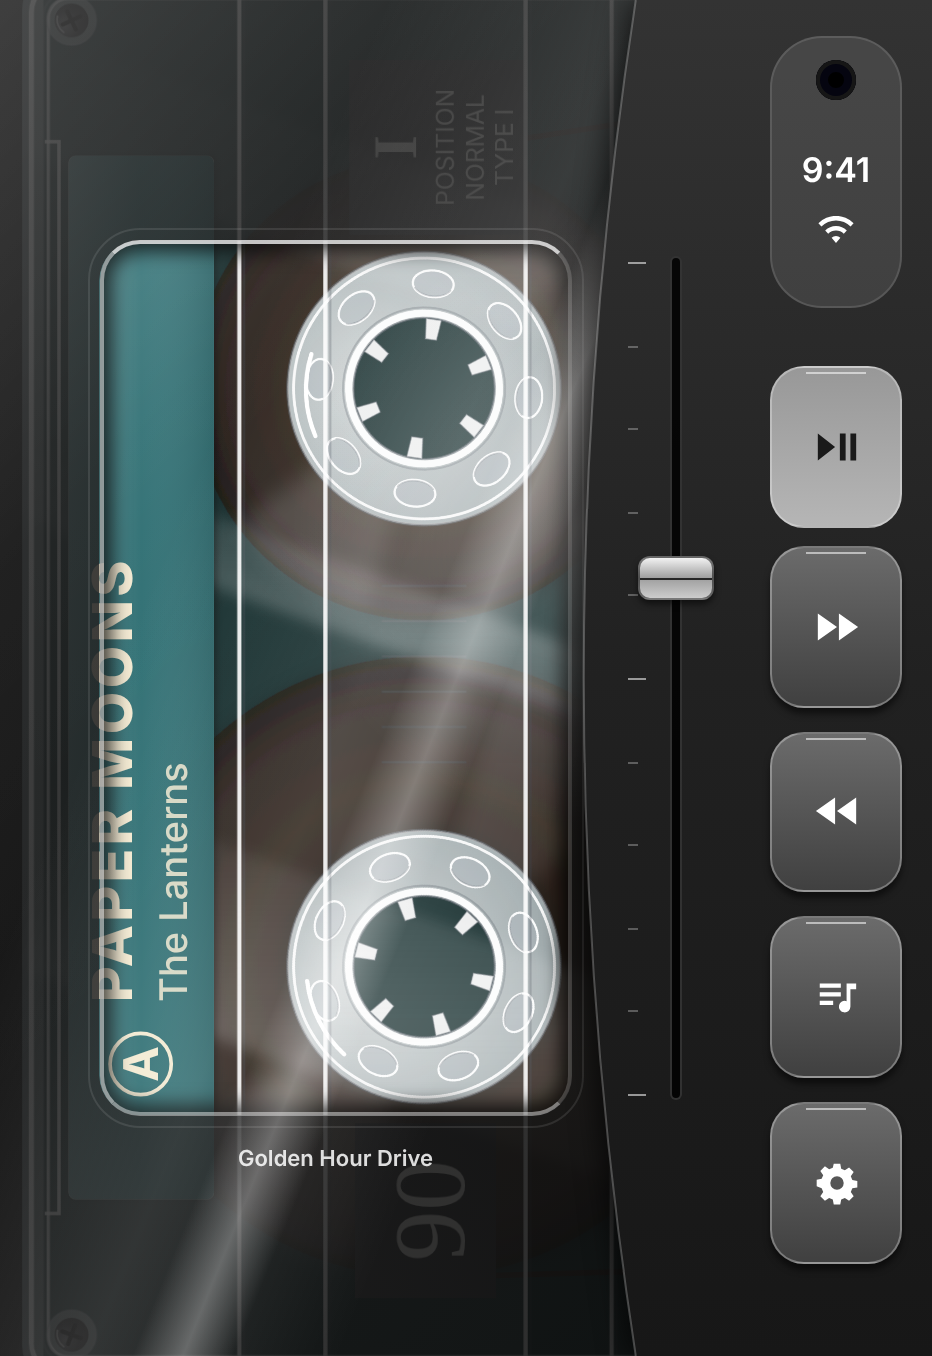 9:41
I
POSITION
NORMAL
TYPE I
PAPER MOONS
The Lanterns
A
Golden Hour Drive
90